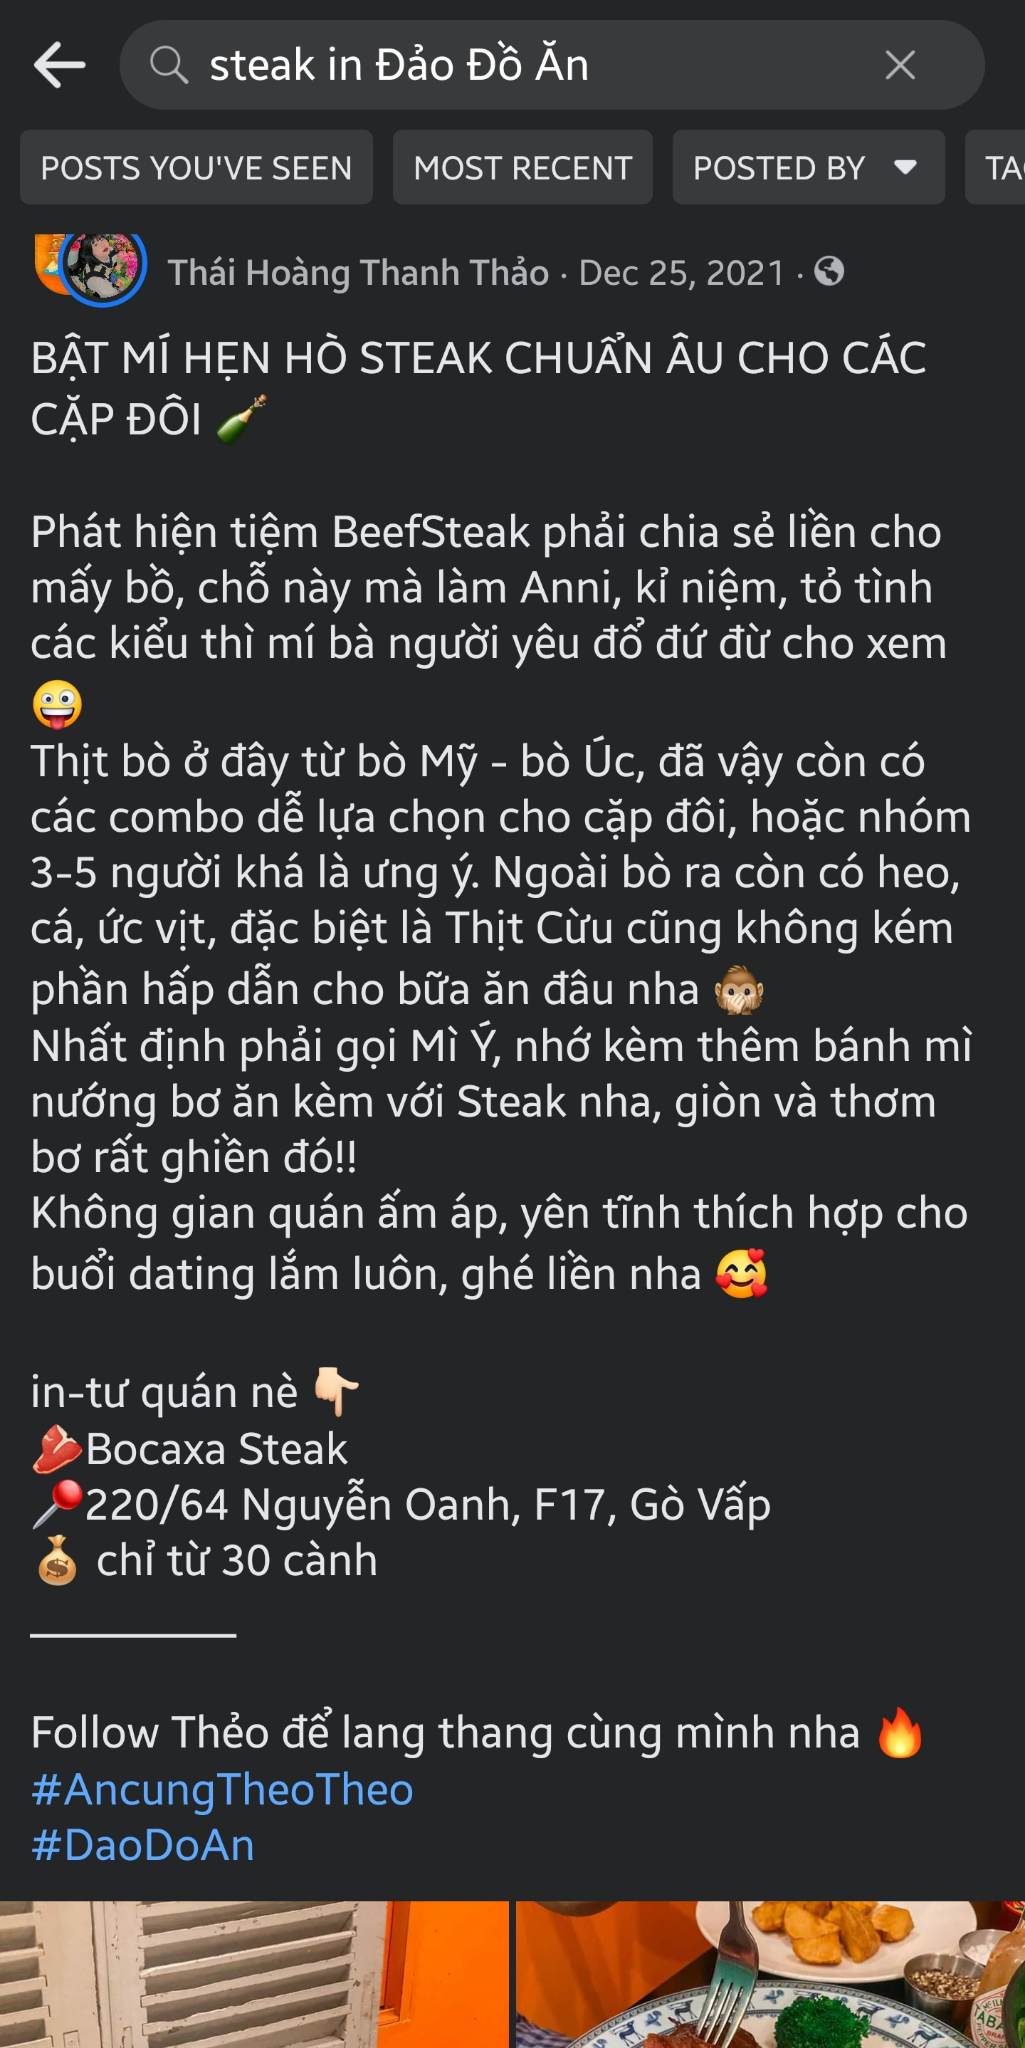 steak in Đảo Đồ Ăn
POSTS YOU'VE SEEN
MOST RECENT
POSTED BY
Thái Hoàng Thanh Thảo · Dec 25, 2021 ·
BẬT MÍ HẸN HÒ STEAK CHUẨN ÂU CHO CÁC
CẶP ĐÔI 🍾
Phát hiện tiệm BeefSteak phải chia sẻ liền cho
mấy bồ, chỗ này mà làm Anni, kỉ niệm, tỏ tình
các kiểu thì mí bà người yêu đổ đứ đừ cho xem
🤪
Thịt bò ở đây từ bò Mỹ - bò Úc, đã vậy còn có
các combo dễ lựa chọn cho cặp đôi, hoặc nhóm
3-5 người khá là ưng ý. Ngoài bò ra còn có heo,
cá, ức vịt, đặc biệt là Thịt Cừu cũng không kém
phần hấp dẫn cho bữa ăn đâu nha 🙊
Nhất định phải gọi Mì Ý, nhớ kèm thêm bánh mì
nướng bơ ăn kèm với Steak nha, giòn và thơm
bơ rất ghiền đó!!
Không gian quán ấm áp, yên tĩnh thích hợp cho
buổi dating lắm luôn, ghé liền nha 🥰
in-tư quán nè 👇🏻
🥩Bocaxa Steak
📍220/64 Nguyễn Oanh, F17, Gò Vấp
💰 chỉ từ 30 cành
Follow Thẻo để lang thang cùng mình nha 🔥
#AncungTheoTheo
#DaoDoAn